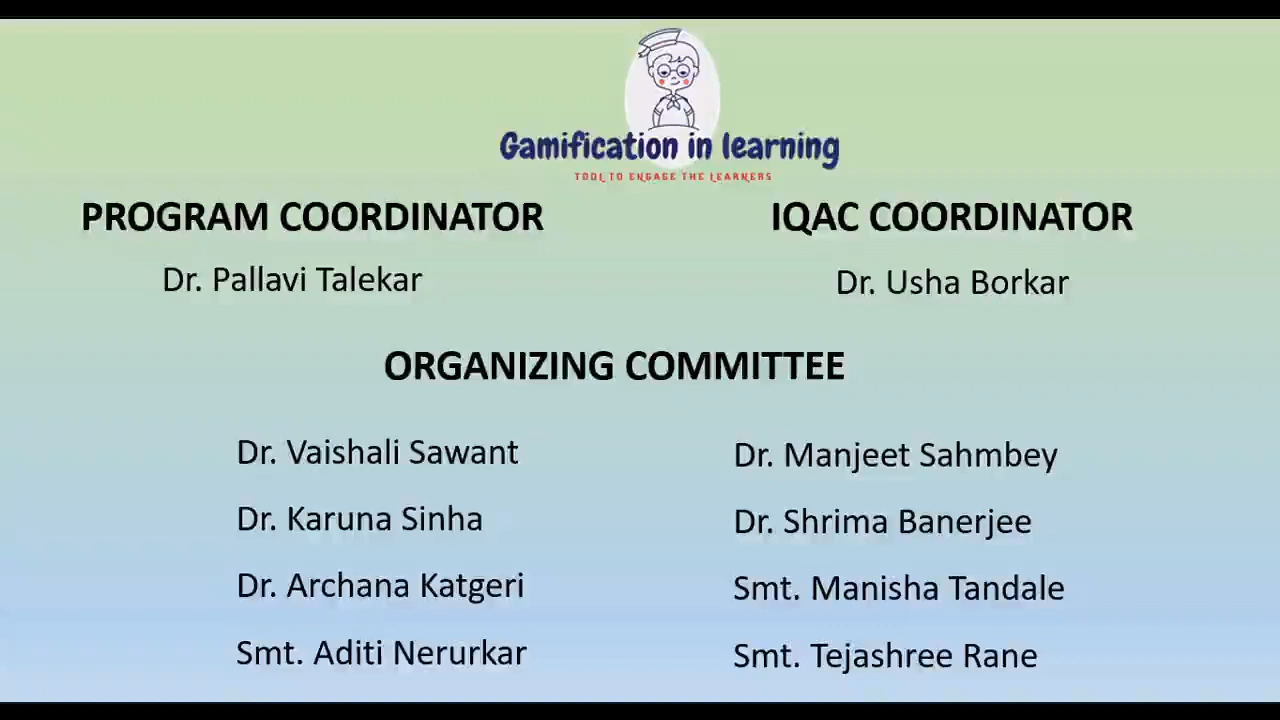 Gamification in learning
TOOL TO ENGAGE THE LEARNERS
PROGRAM COORDINATOR
Dr. Pallavi Talekar
IQAC COORDINATOR
Dr. Usha Borkar
ORGANIZING COMMITTEE
Dr. Vaishali Sawant
Dr. Karuna Sinha
Dr. Archana Katgeri
Smt. Aditi Nerurkar
Dr. Manjeet Sahmbey
Dr. Shrima Banerjee
Smt. Manisha Tandale
Smt. Tejashree Rane